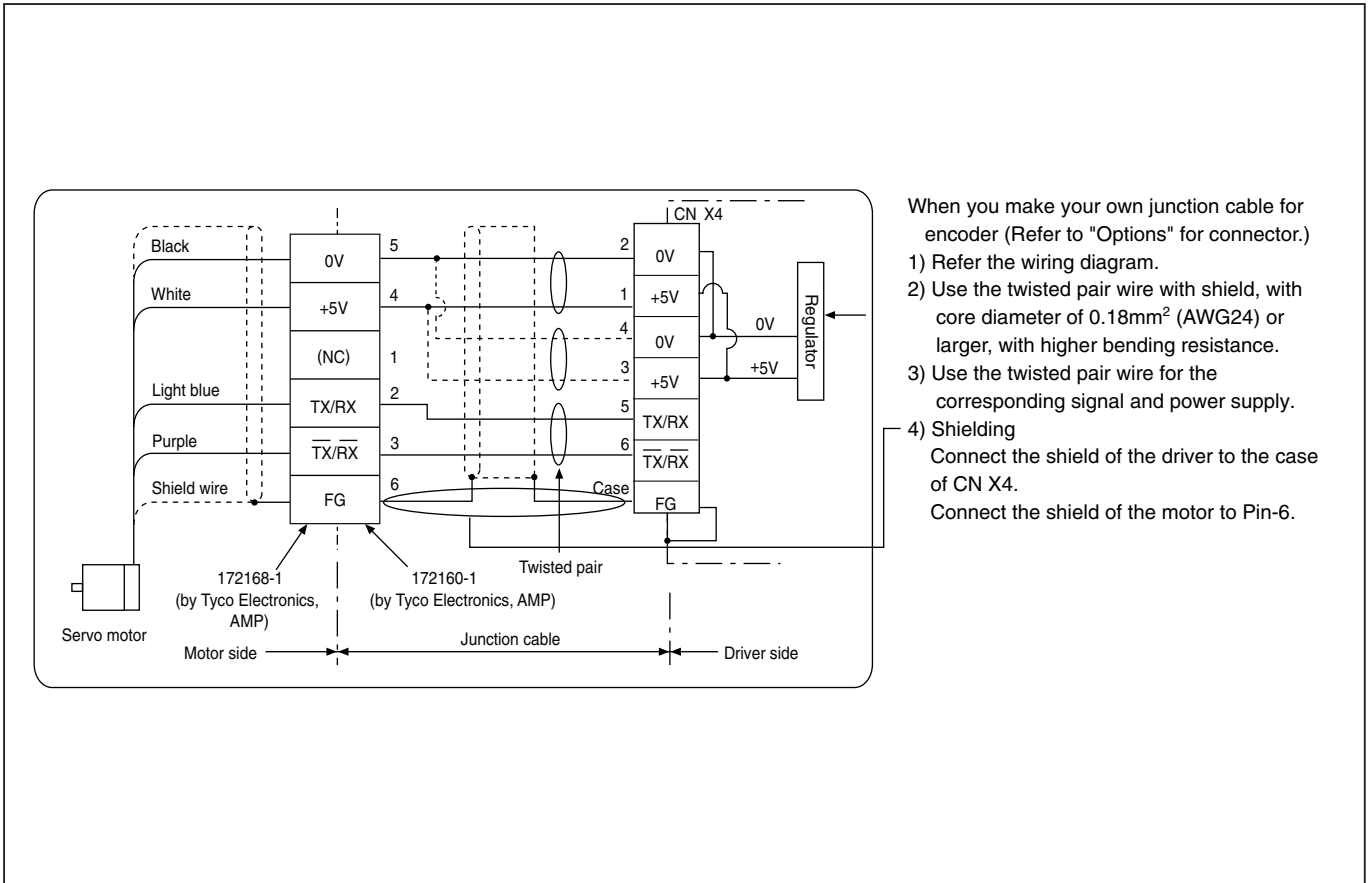 CN X4
Black
5
2
0V
0V
White
4
1
+5V
+5V
(NC)
1
4
0V
0V
3
+5V
+5V
Regulator
Light blue
2
5
TX/RX
TX/RX
Purple
3
6
T̅X̅/R̅X̅
T̅X̅/R̅X̅
Shield wire
6
Case
FG
FG
172168-1
(by Tyco Electronics,
AMP)
172160-1
(by Tyco Electronics, AMP)
Twisted pair
Servo motor
Motor side
Junction cable
Driver side
When you make your own junction cable for
encoder (Refer to "Options" for connector.)
1) Refer the wiring diagram.
2) Use the twisted pair wire with shield, with
core diameter of 0.18mm² (AWG24) or
larger, with higher bending resistance.
3) Use the twisted pair wire for the
corresponding signal and power supply.
4) Shielding
Connect the shield of the driver to the case
of CN X4.
Connect the shield of the motor to Pin-6.